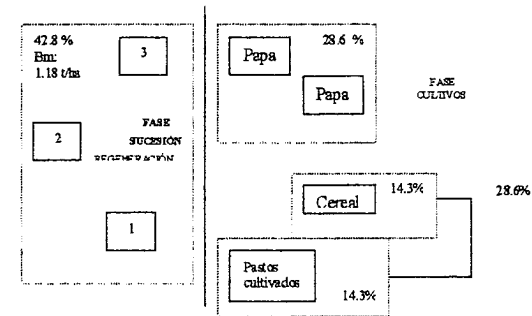 42.8 %
Bm:
1.18 t/ha
3
2
FASE
SUCESIÓN
REGENERACIÓN
1
Papa
28.6 %
Papa
FASE
CULTIVOS
Cereal
14.3%
28.6%
Pastos
cultivados
14.3%